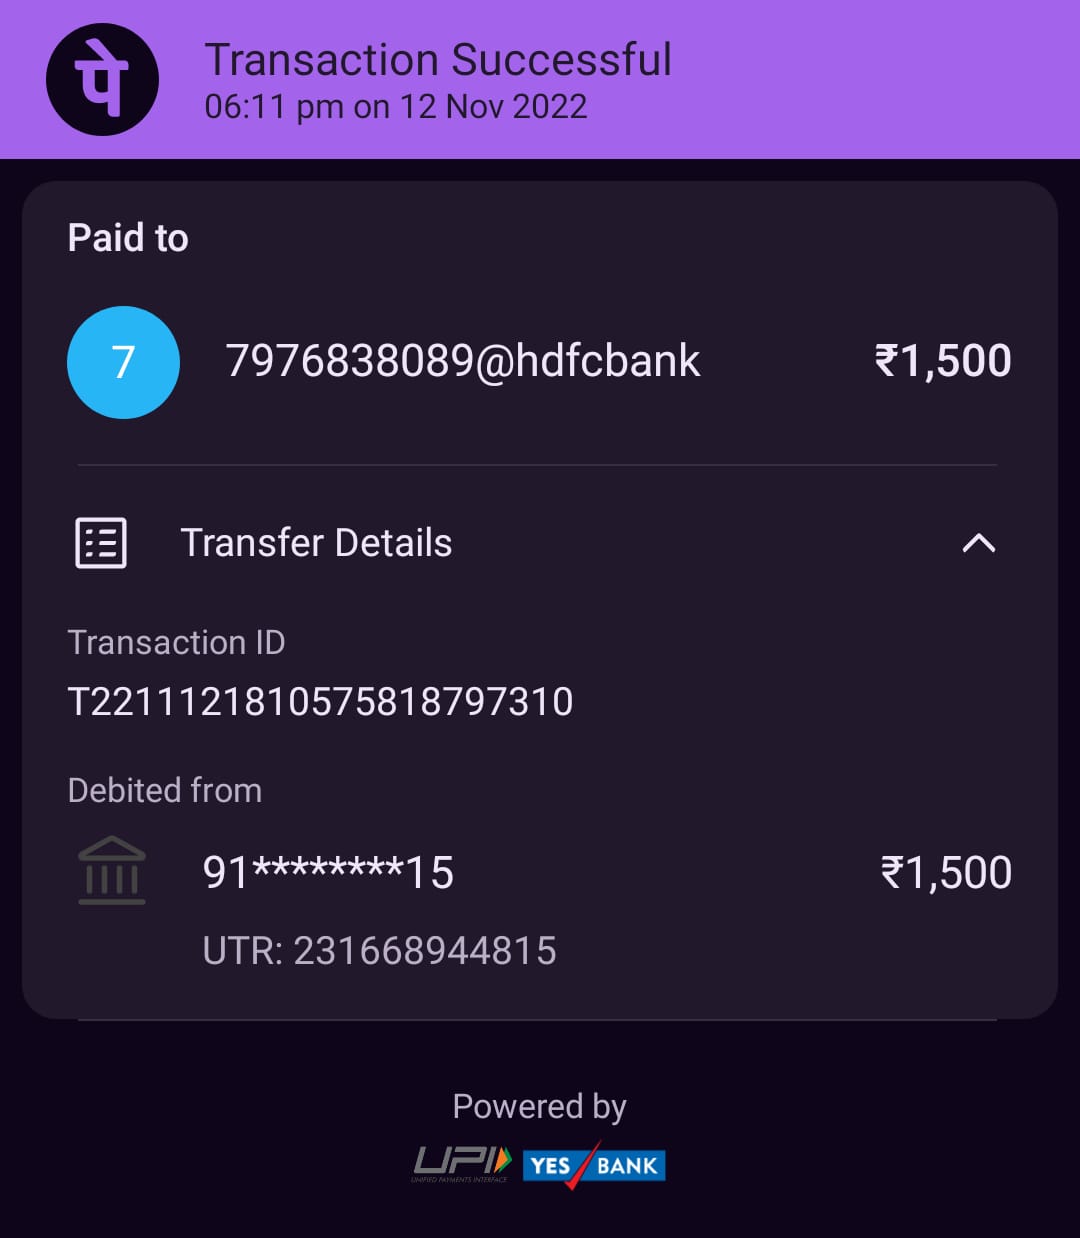 पे
Transaction Successful
06:11 pm on 12 Nov 2022
Paid to
7
7976838089@hdfcbank
₹1,500
Transfer Details
Transaction ID
T2211121810575818797310
Debited from
91********15
₹1,500
UTR: 231668944815
Powered by
UPI
UNIFIED PAYMENTS INTERFACE
YES BANK